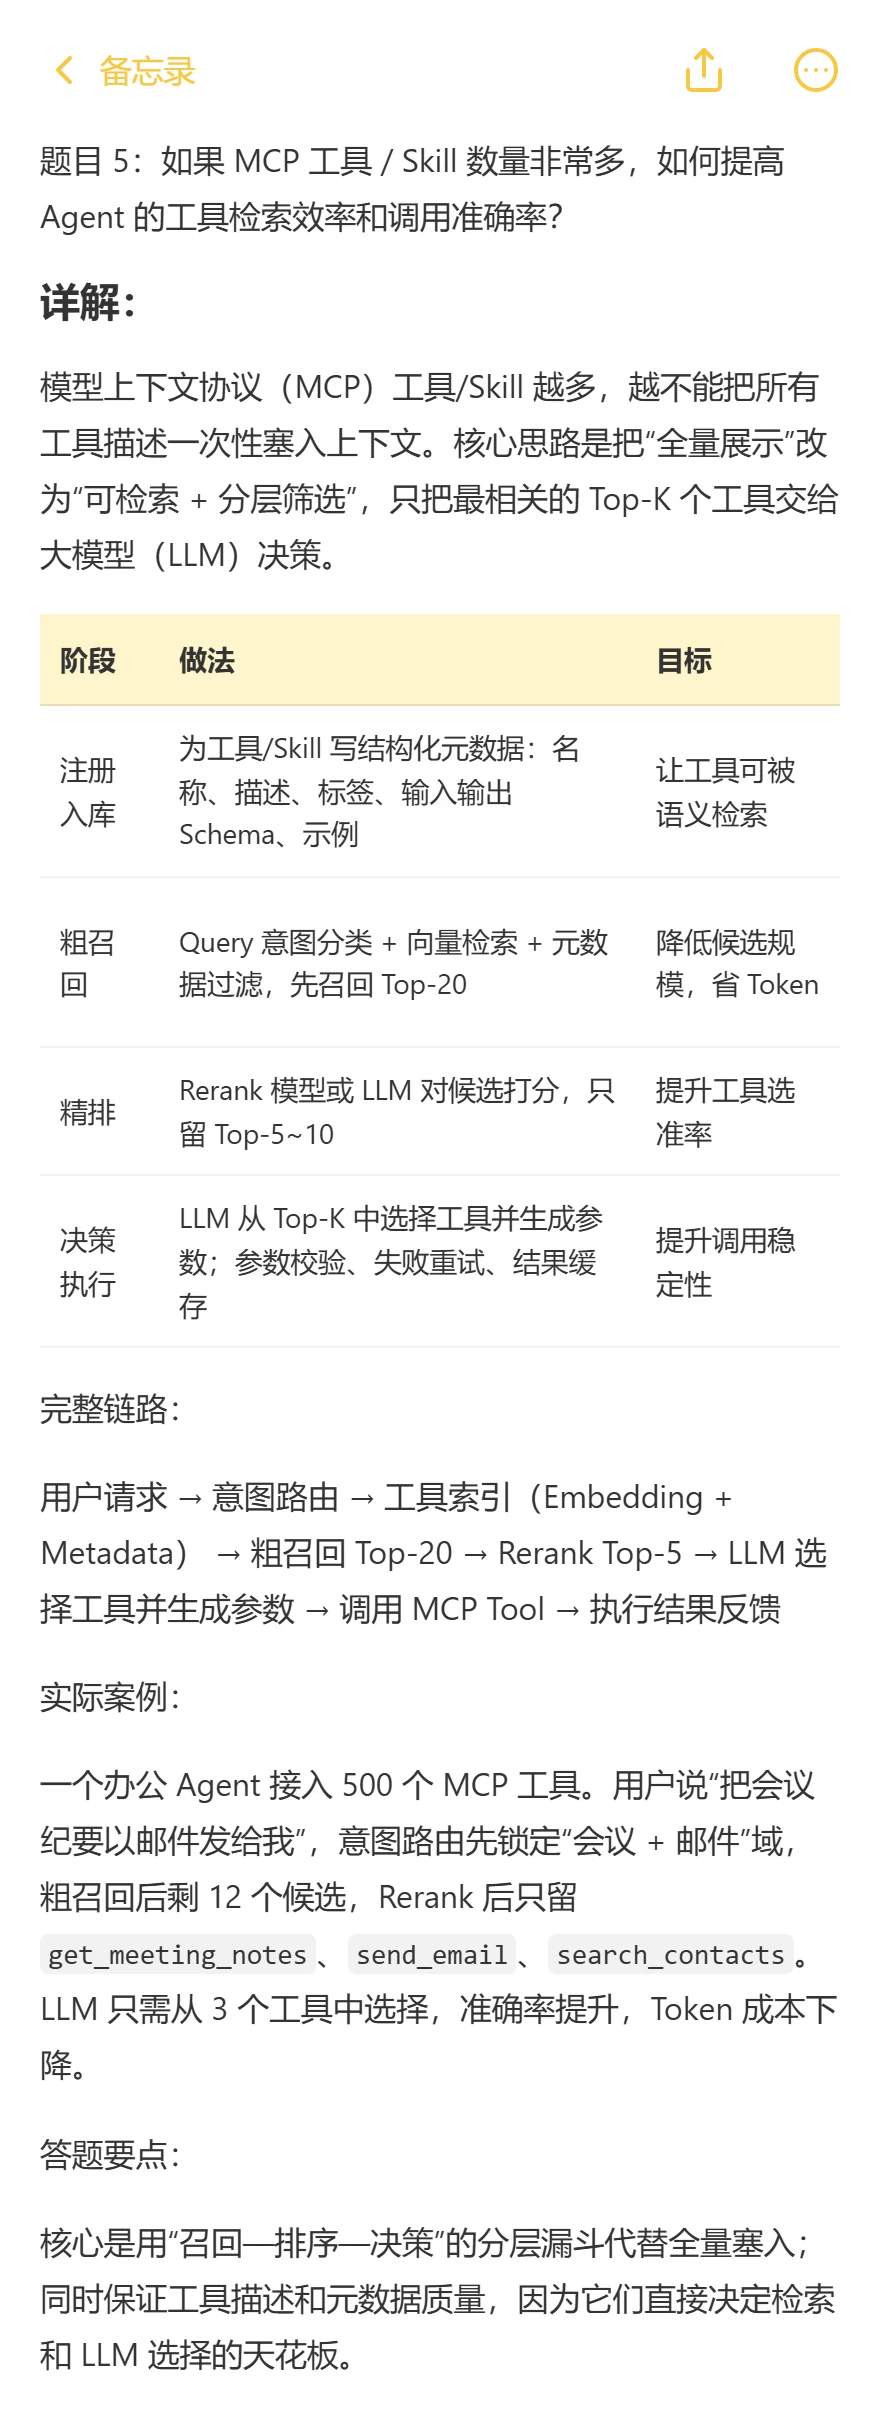 备忘录
题目 5：如果 MCP 工具 / Skill 数量非常多，如何提高
Agent 的工具检索效率和调用准确率？
详解：
模型上下文协议（MCP）工具/Skill 越多，越不能把所有
工具描述一次性塞入上下文。核心思路是把“全量展示”改
为“可检索 + 分层筛选”，只把最相关的 Top-K 个工具交给
大模型（LLM）决策。
阶段 做法 目标
注册
入库
为工具/Skill 写结构化元数据：名
称、描述、标签、输入输出
Schema、示例
让工具可被
语义检索
粗召
回
Query 意图分类 + 向量检索 + 元数
据过滤，先召回 Top-20
降低候选规
模，省 Token
精排
Rerank 模型或 LLM 对候选打分，只
留 Top-5~10
提升工具选
准率
决策
执行
LLM 从 Top-K 中选择工具并生成参
数；参数校验、失败重试、结果缓
存
提升调用稳
定性
完整链路：
用户请求 → 意图路由 → 工具索引（Embedding +
Metadata） → 粗召回 Top-20 → Rerank Top-5 → LLM 选
择工具并生成参数 → 调用 MCP Tool → 执行结果反馈
实际案例：
一个办公 Agent 接入 500 个 MCP 工具。用户说“把会议
纪要以邮件发给我”，意图路由先锁定“会议 + 邮件”域，
粗召回后剩 12 个候选，Rerank 后只留
get_meeting_notes、send_email、search_contacts。
LLM 只需从 3 个工具中选择，准确率提升，Token 成本下
降。
答题要点：
核心是用“召回—排序—决策”的分层漏斗代替全量塞入；
同时保证工具描述和元数据质量，因为它们直接决定检索
和 LLM 选择的天花板。